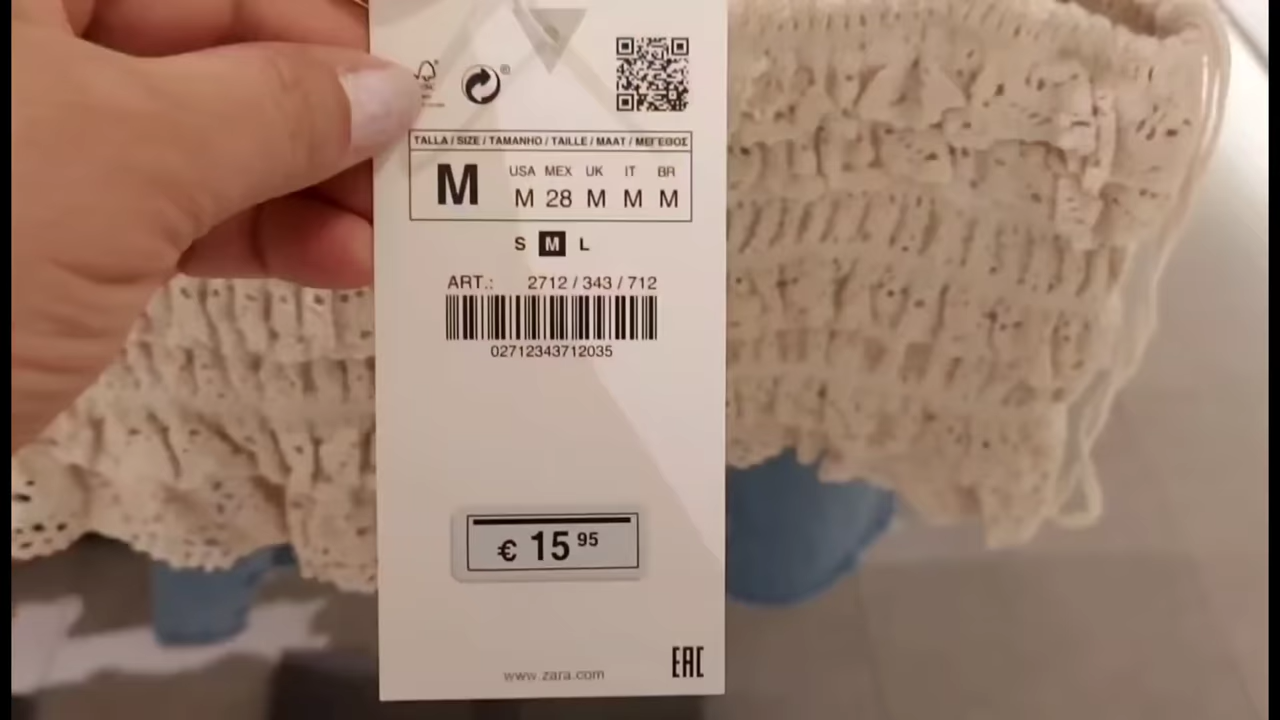 ®
TALLA / SIZE / TAMANHO / TAILLE / MAAT / ΜΕΓΕΘΟΣ
M
USA MEX UK IT BR
M 28 M M M
S M L
ART.: 2712 / 343 / 712
02712343712035
€ 15 95
www.zara.com
EAC